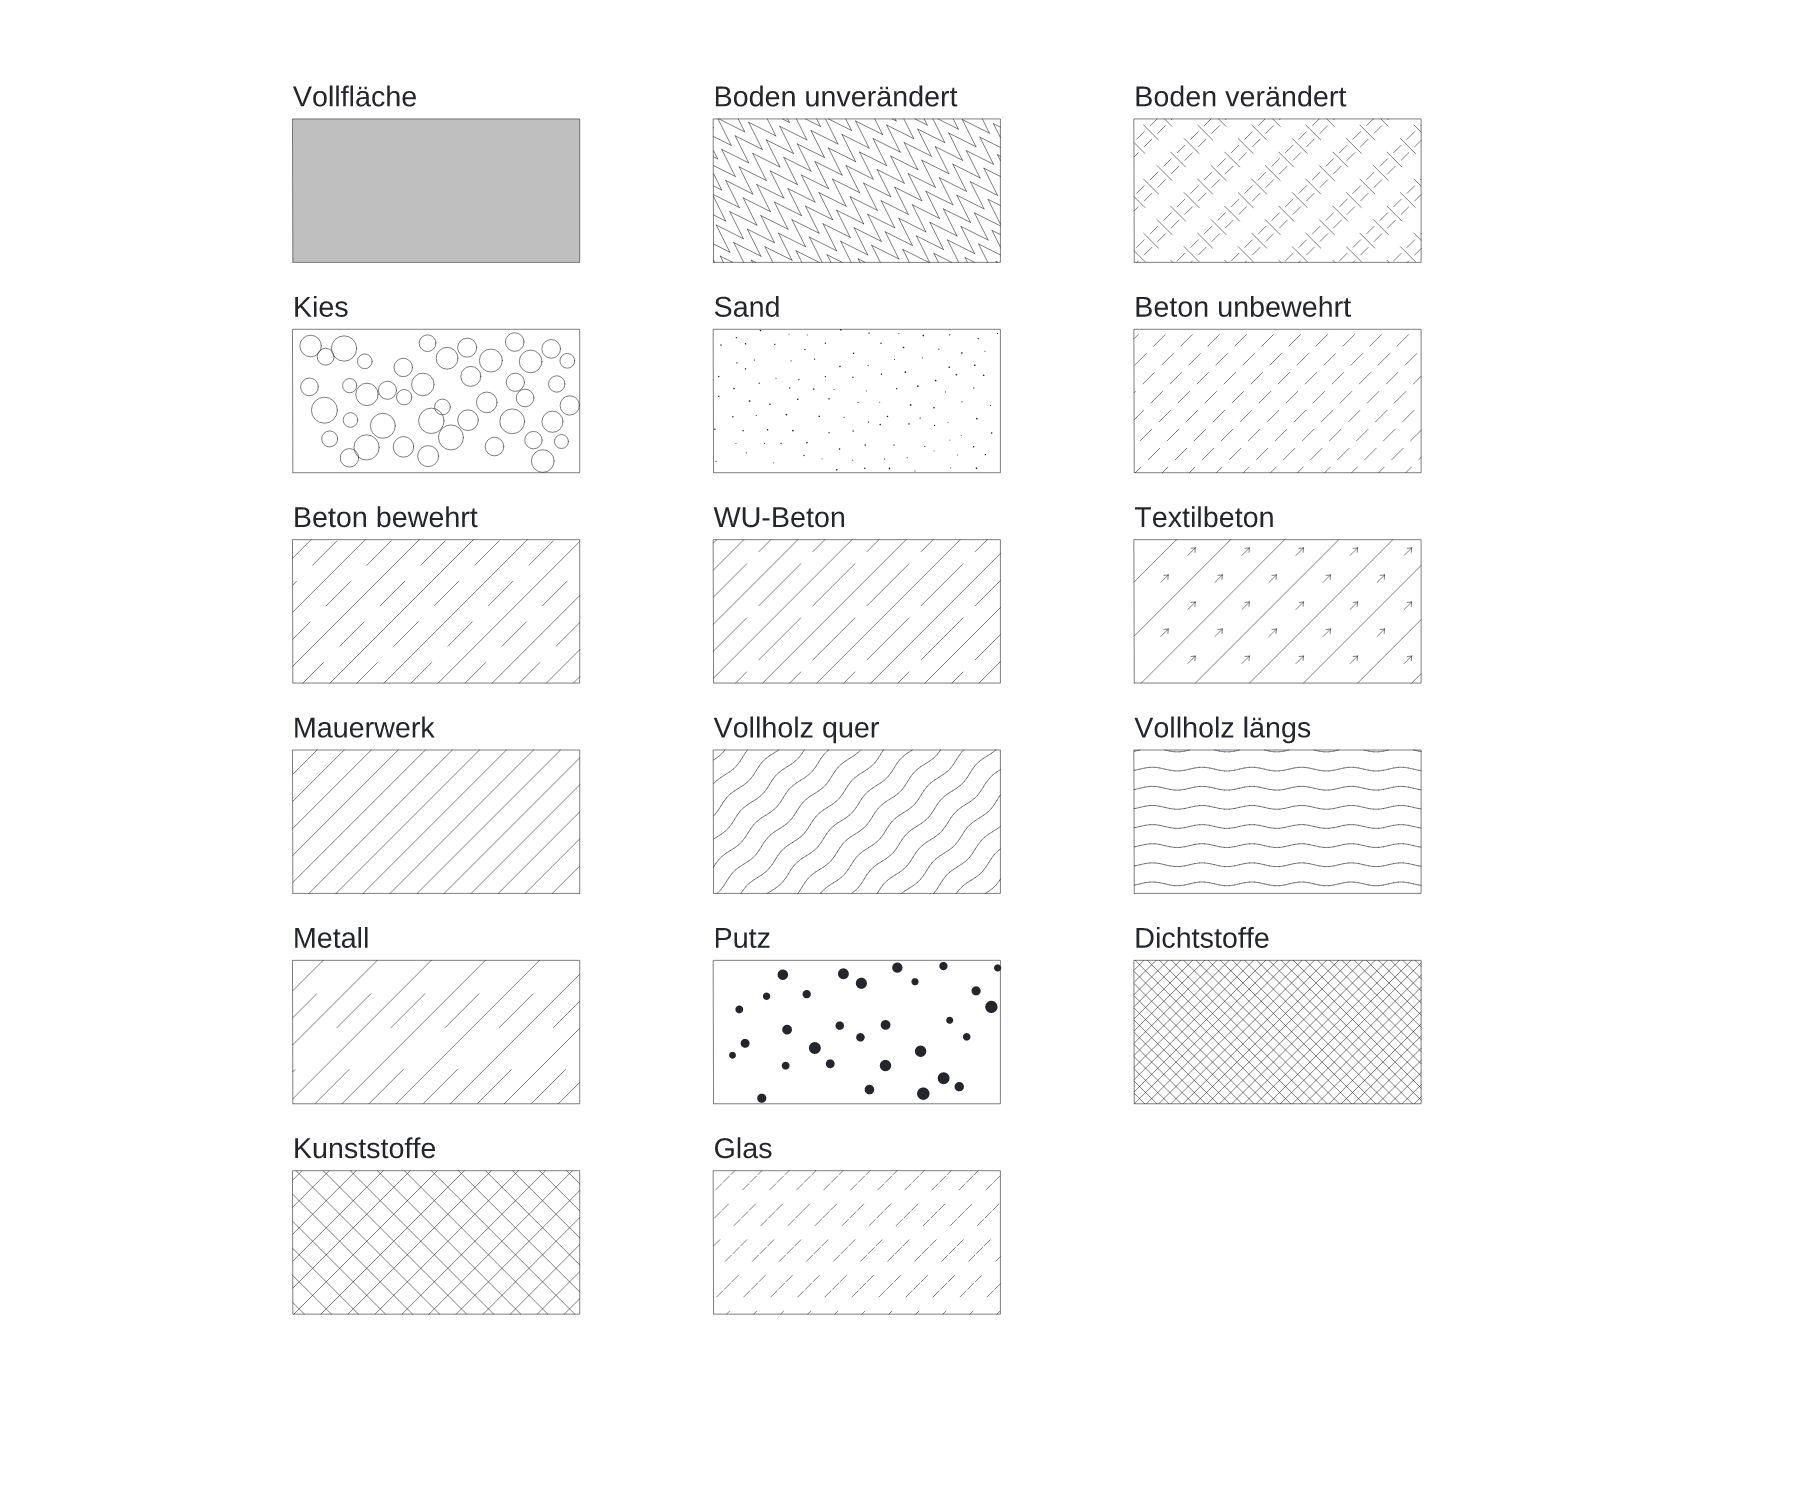 Vollfläche
Boden unverändert
Boden verändert
Kies
Sand
Beton unbewehrt
Beton bewehrt
WU-Beton
Textilbeton
Mauerwerk
Vollholz quer
Vollholz längs
Metall
Putz
Dichtstoffe
Kunststoffe
Glas